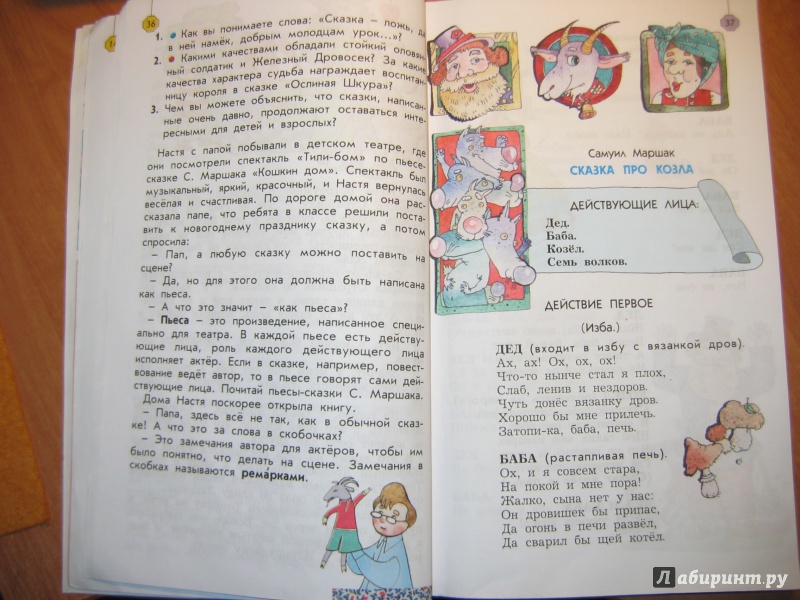 36
1. Как вы понимаете слова: «Сказка – ложь, да
в ней намёк, добрым молодцам урок...»?
2. Какими качествами обладали стойкий оловян-
ный солдатик и Железный Дровосек? За какие
качества характера судьба награждает воспитан-
ницу короля в сказке «Ослиная Шкура»?
3. Чем вы можете объяснить, что сказки, написан-
ные очень давно, продолжают оставаться инте-
ресными для детей и взрослых?
Настя с папой побывали в детском театре, где
они посмотрели спектакль «Тили-бом» по пьесе-
сказке С. Маршака «Кошкин дом». Спектакль был
музыкальный, яркий, красочный, и Настя вернулась
весёлая и счастливая. По дороге домой она рас-
сказала папе, что ребята в классе решили поста-
вить к новогоднему празднику сказку, а потом
спросила:
– Пап, а любую сказку можно поставить на
сцене?
– Да, но для этого она должна быть написана
как пьеса.
– А что это значит – «как пьеса»?
– Пьеса – это произведение, написанное специ-
ально для театра. В каждой пьесе есть действу-
ющие лица, роль каждого действующего лица
исполняет актёр. Если в сказке, например, повест-
вование ведёт автор, то в пьесе говорят сами дей-
ствующие лица. Почитай пьесы-сказки С. Маршака.
Дома Настя поскорее открыла книгу.
– Папа, здесь всё не так, как в обычной сказ-
ке! А что это за слова в скобочках?
– Это замечания автора для актёров, чтобы им
было понятно, что делать на сцене. Замечания в
скобках называются рема́рками.
37
Самуил Маршак
СКАЗКА ПРО КОЗЛА
ДЕЙСТВУЮЩИЕ ЛИЦА:
Дед.
Баба.
Козёл.
Семь волков.
ДЕЙСТВИЕ ПЕРВОЕ
(Изба.)
ДЕД (входит в избу с вязанкой дров).
Ах, ах! Ох, ох, ох!
Что-то нынче стал я плох,
Слаб, ленив и нездоров.
Чуть донёс вязанку дров.
Хорошо бы мне прилечь.
Затопи-ка, баба, печь.
БАБА (растапливая печь).
Ох, и я совсем стара,
На покой и мне пора!
Жалко, сына нет у нас:
Он дровишек бы припас,
Да огонь в печи развёл,
Да сварил бы щей котёл.
Лабиринт.ру